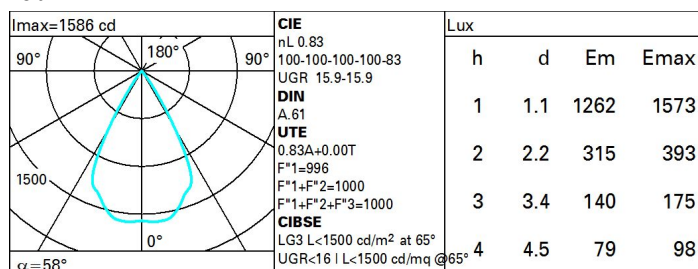 Imax=1586 cd
90°
180°
90°
1500
0°
α=58°
CIE
nL 0.83
100-100-100-100-83
UGR 15.9-15.9
DIN
A.61
UTE
0.83A+0.00T
F"1=996
F"1+F"2=1000
F"1+F"2+F"3=1000
CIBSE
LG3 L<1500 cd/m² at 65°
UGR<16 | L<1500 cd/mq @65°
Lux
h d Em Emax
1 1.1 1262 1573
2 2.2 315 393
3 3.4 140 175
4 4.5 79 98